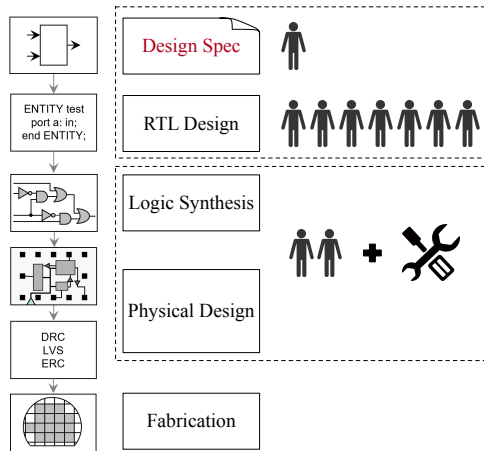 Design Spec
ENTITY test
port a: in;
end ENTITY;
RTL Design
Logic Synthesis
Physical Design
DRC
LVS
ERC
Fabrication